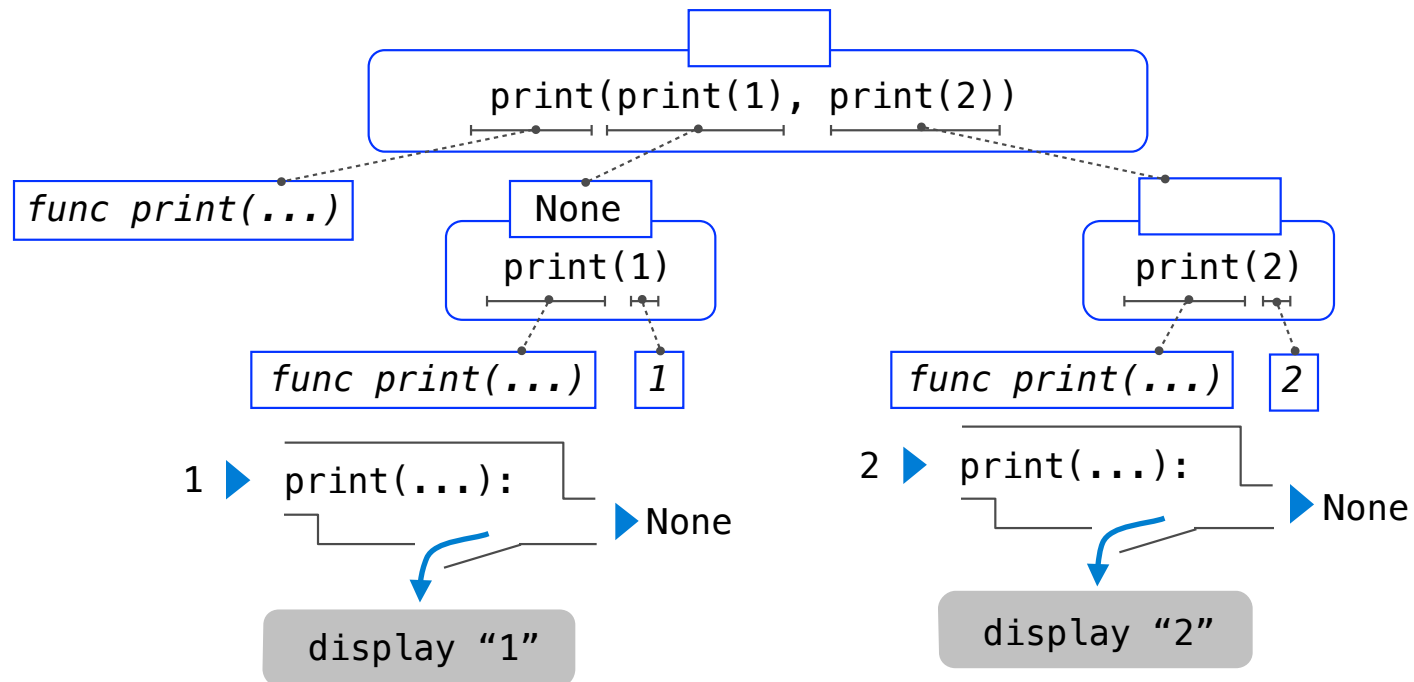 print(print(1), print(2))
func print(...)
None
print(1)
print(2)
func print(...)
1
func print(...)
2
1
print(...):
None
display “1”
2
print(...):
None
display “2”